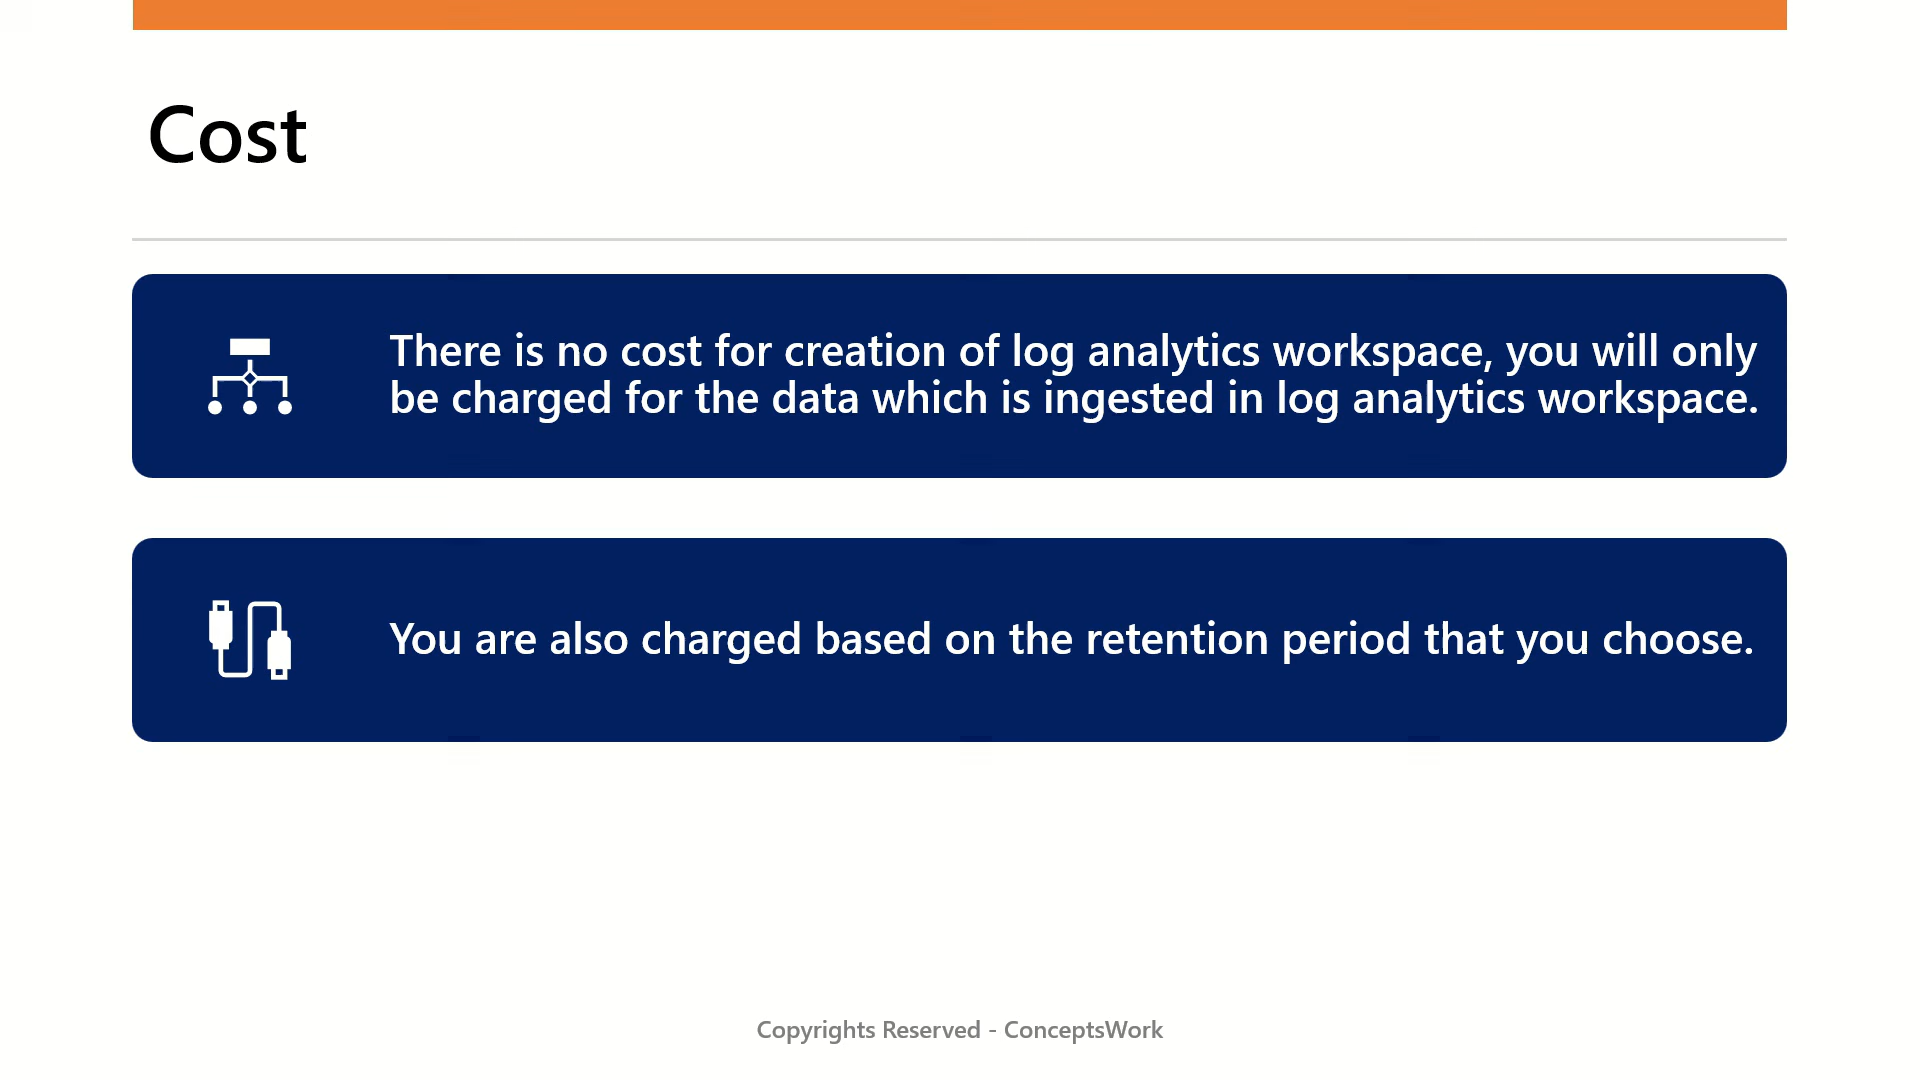 Cost
There is no cost for creation of log analytics workspace, you will only
be charged for the data which is ingested in log analytics workspace.
You are also charged based on the retention period that you choose.
Copyrights Reserved - ConceptsWork